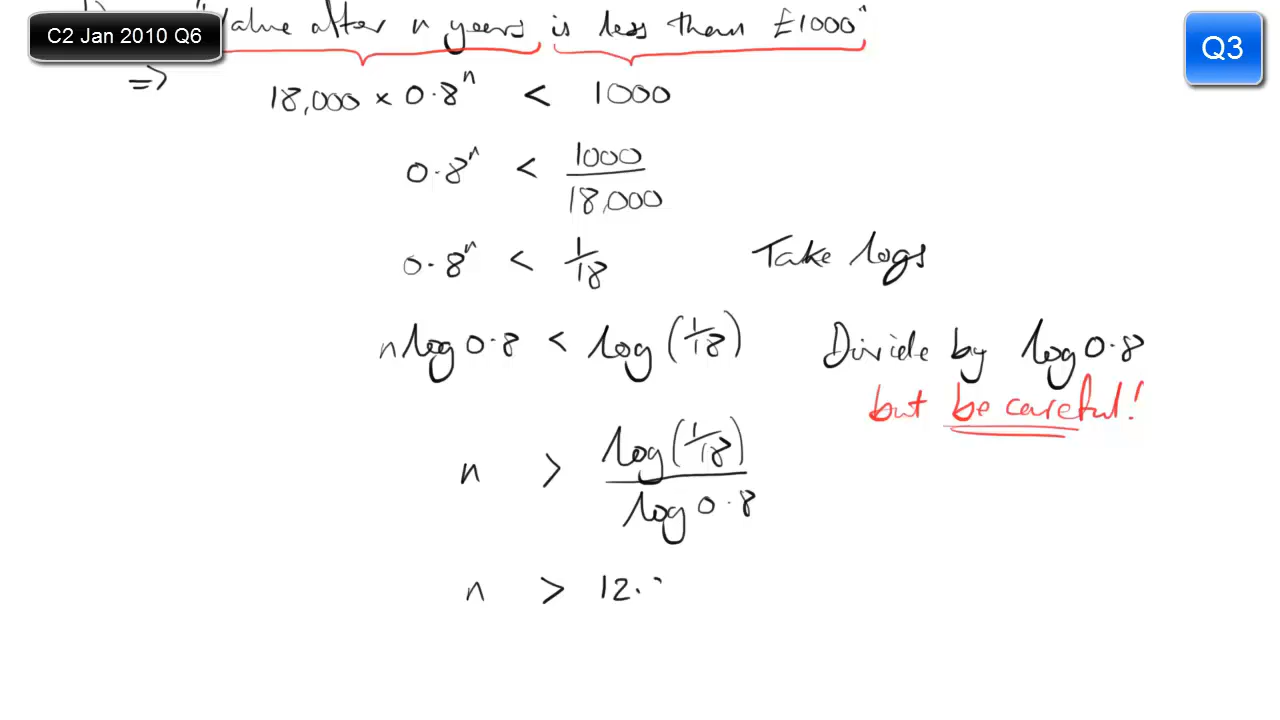 C2 Jan 2010 Q6
Q3
"Value after n years is less than £1000"
=> 18,000 × 0.8ⁿ < 1000
0.8ⁿ < 1000/18,000
0.8ⁿ < 1/18 Take logs
n log 0.8 < log (1/18) Divide by log 0.8
but be careful!
n > log (1/18) / log 0.8
n > 12.